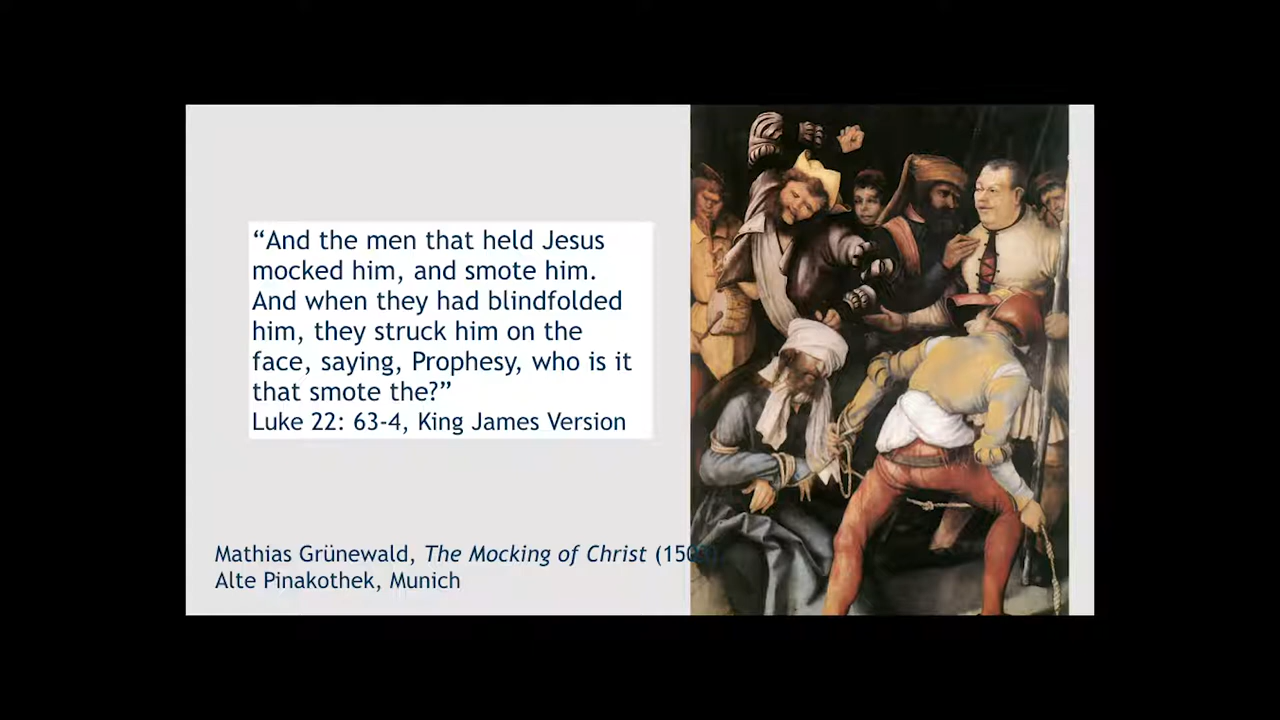 “And the men that held Jesus
mocked him, and smote him.
And when they had blindfolded
him, they struck him on the
face, saying, Prophesy, who is it
that smote the?”
Luke 22: 63-4, King James Version
Mathias Grünewald, The Mocking of Christ
Alte Pinakothek, Munich